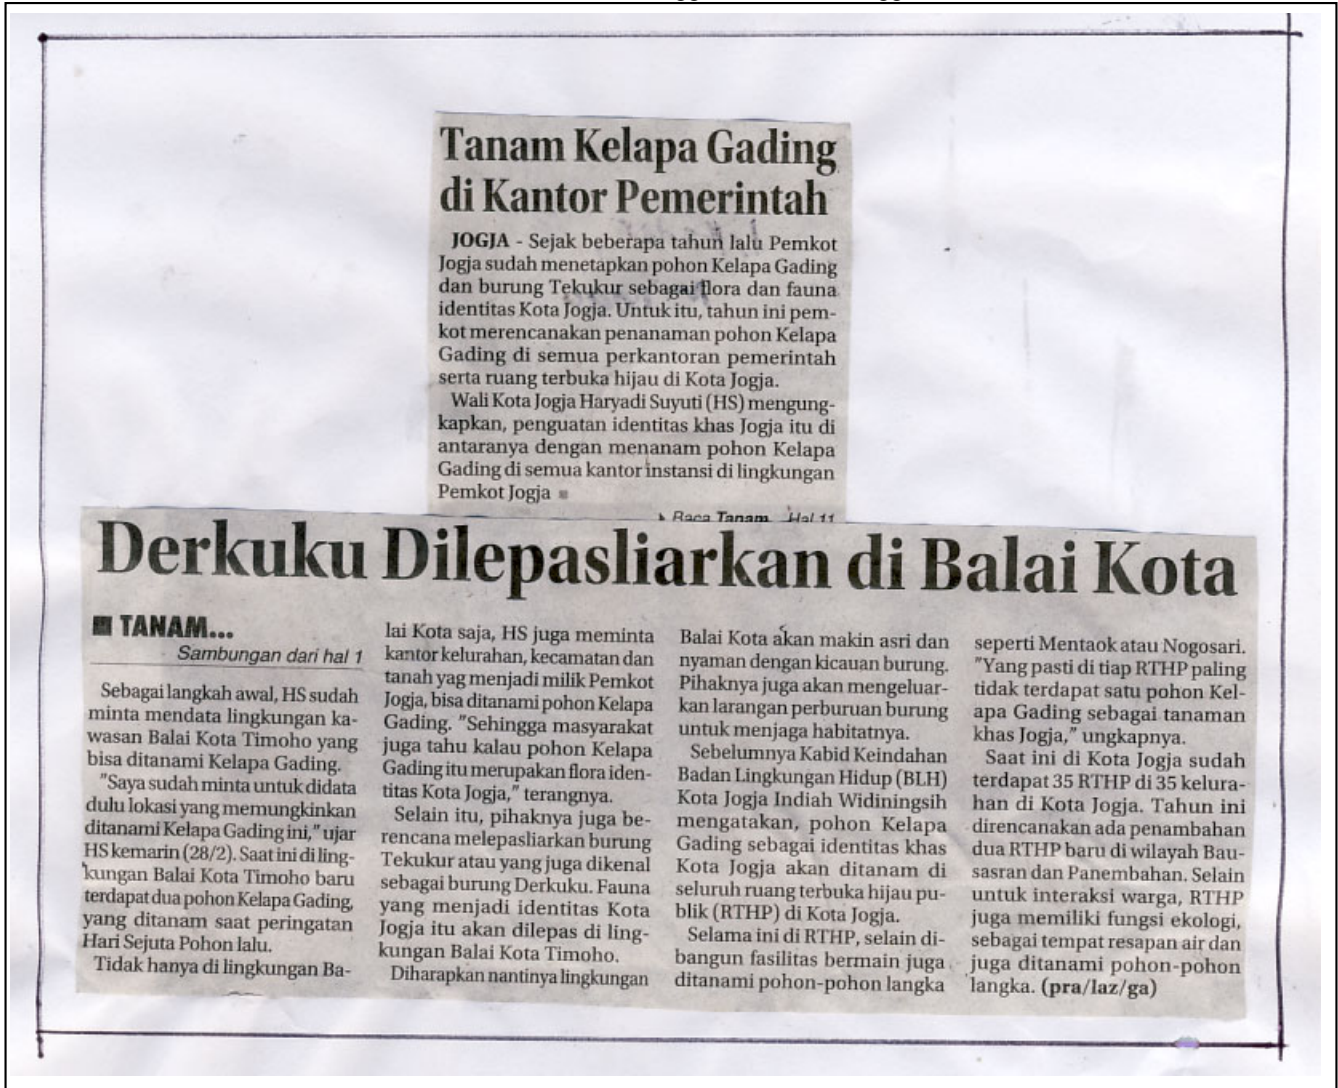 Tanam Kelapa Gading
di Kantor Pemerintah
JOGJA - Sejak beberapa tahun lalu Pemkot
Jogja sudah menetapkan pohon Kelapa Gading
dan burung Tekukur sebagai flora dan fauna
identitas Kota Jogja. Untuk itu, tahun ini pem-
kot merencanakan penanaman pohon Kelapa
Gading di semua perkantoran pemerintah
serta ruang terbuka hijau di Kota Jogja.
Wali Kota Jogja Haryadi Suyuti (HS) mengung-
kapkan, penguatan identitas khas Jogja itu di
antaranya dengan menanam pohon Kelapa
Gading di semua kantor instansi di lingkungan
Pemkot Jogja ■
Baca Tanam... Hal 11
Derkuku Dilepasliarkan di Balai Kota
■ TANAM...
Sambungan dari hal 1
Sebagai langkah awal, HS sudah
minta mendata lingkungan ka-
wasan Balai Kota Timoho yang
bisa ditanami Kelapa Gading.
"Saya sudah minta untuk didata
dulu lokasi yang memungkinkan
ditanami Kelapa Gading ini," ujar
HS kemarin (28/2). Saat ini di ling-
kungan Balai Kota Timoho baru
terdapat dua pohon Kelapa Gading,
yang ditanam saat peringatan
Hari Sejuta Pohon lalu.
Tidak hanya di lingkungan Ba-
lai Kota saja, HS juga meminta
kantor kelurahan, kecamatan dan
tanah yag menjadi milik Pemkot
Jogja, bisa ditanami pohon Kelapa
Gading. "Sehingga masyarakat
juga tahu kalau pohon Kelapa
Gading itu merupakan flora iden-
titas Kota Jogja," terangnya.
Selain itu, pihaknya juga be-
rencana melepasliarkan burung
Tekukur atau yang juga dikenal
sebagai burung Derkuku. Fauna
yang menjadi identitas Kota
Jogja itu akan dilepas di ling-
kungan Balai Kota Timoho.
Diharapkan nantinya lingkungan
Balai Kota akan makin asri dan
nyaman dengan kicauan burung.
Pihaknya juga akan mengeluar-
kan larangan perburuan burung
untuk menjaga habitatnya.
Sebelumnya Kabid Keindahan
Badan Lingkungan Hidup (BLH)
Kota Jogja Indiah Widiningsih
mengatakan, pohon Kelapa
Gading sebagai identitas khas
Kota Jogja akan ditanam di
seluruh ruang terbuka hijau pu-
blik (RTHP) di Kota Jogja.
Selama ini di RTHP, selain di-
bangun fasilitas bermain juga
ditanami pohon-pohon langka
seperti Mentaok atau Nogosari.
"Yang pasti di tiap RTHP paling
tidak terdapat satu pohon Kel-
apa Gading sebagai tanaman
khas Jogja," ungkapnya.
Saat ini di Kota Jogja sudah
terdapat 35 RTHP di 35 kelura-
han di Kota Jogja. Tahun ini
direncanakan ada penambahan
dua RTHP baru di wilayah Bau-
sasran dan Panembahan. Selain
untuk interaksi warga, RTHP
juga memiliki fungsi ekologi,
sebagai tempat resapan air dan
juga ditanami pohon-pohon
langka. (pra/laz/ga)